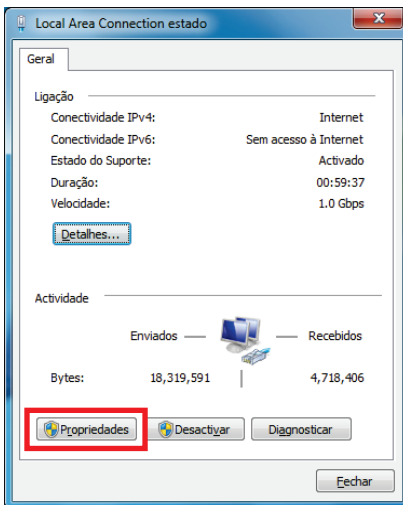 Local Area Connection estado
Geral
Ligação
Conectividade IPv4: Internet
Conectividade IPv6: Sem acesso à Internet
Estado do Suporte: Activado
Duração: 00:59:37
Velocidade: 1.0 Gbps
Detalhes...
Actividade
Enviados — — Recebidos
Bytes: 18,319,591 | 4,718,406
Propriedades Desactivar Diagnosticar
Fechar